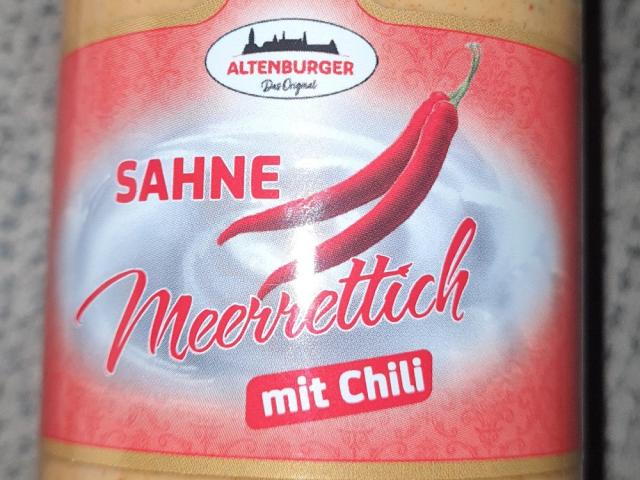 ALTENBURGER
Das Original
SAHNE
Meerrettich
mit Chili